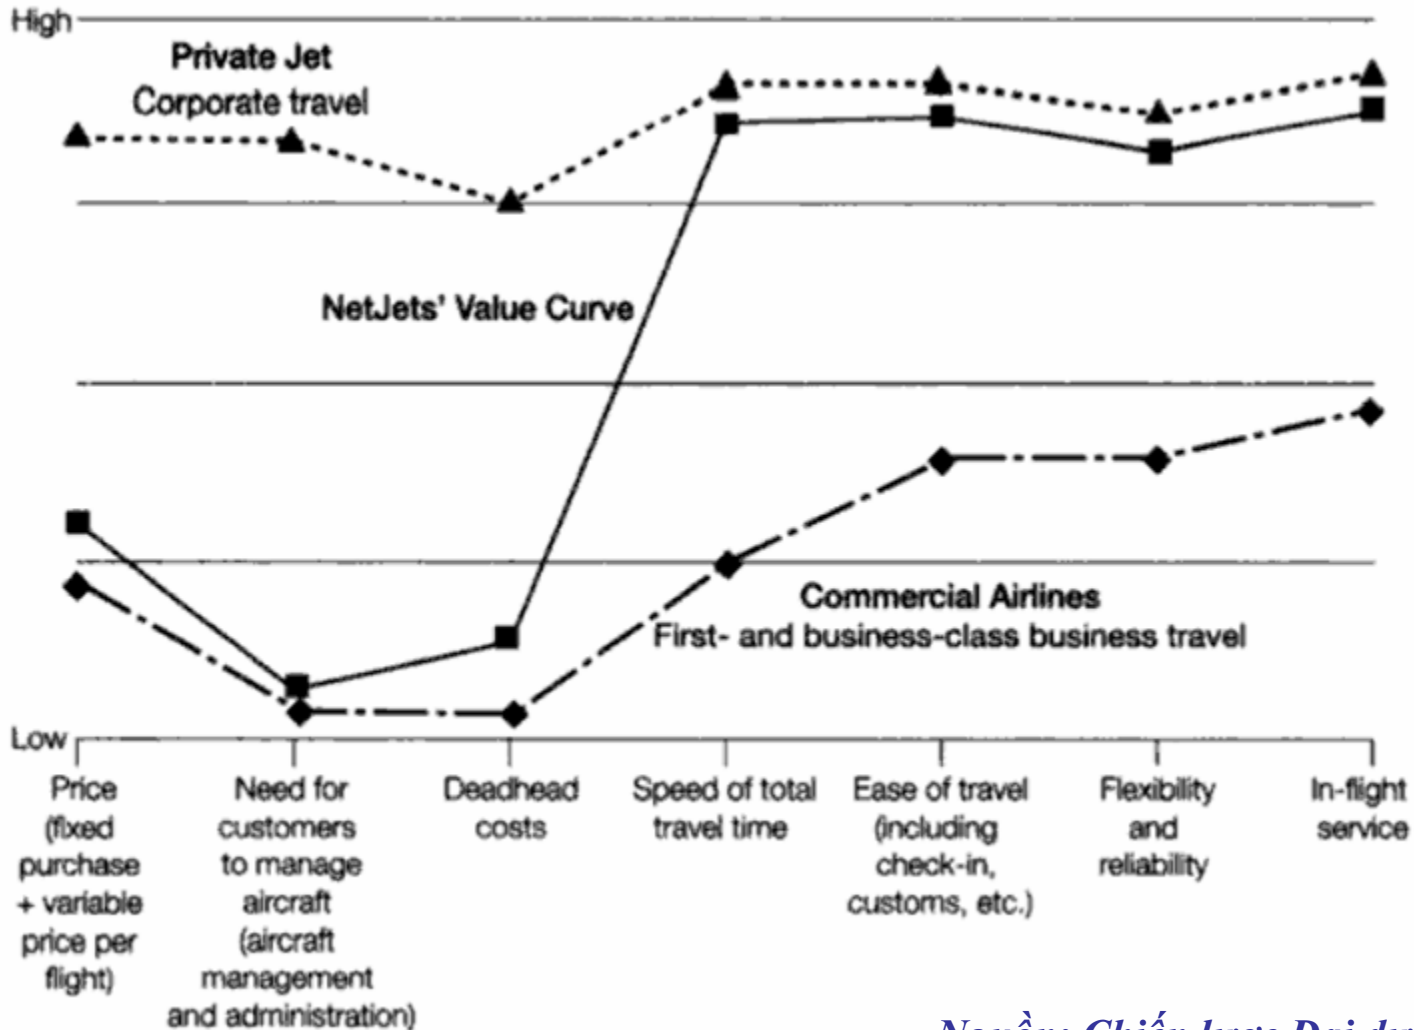 High
Private Jet
Corporate travel
NetJets' Value Curve
Commercial Airlines
First- and business-class business travel
Low
Price
(fixed
purchase
+ variable
price per
flight)
Need for
customers
to manage
aircraft
(aircraft
management
and administration)
Deadhead
costs
Speed of total
travel time
Ease of travel
(including
check-in,
customs, etc.)
Flexibility
and
reliability
In-flight
service